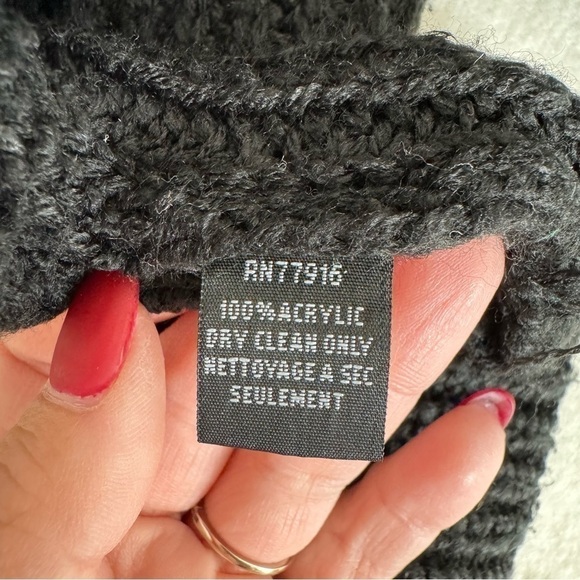 RN77916
100%ACRYLIC
DRY CLEAN ONLY
NETTOYAGE A SEC
SEULEMENT